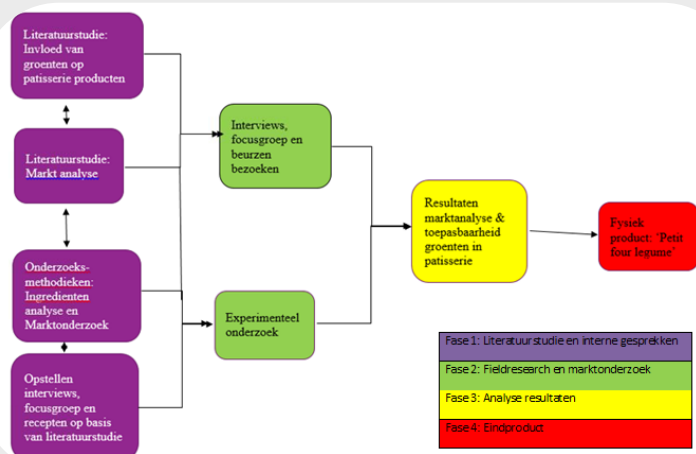 Literatuurstudie:
Invloed van
groenten op
patisserie producten
Literatuurstudie:
Markt analyse
Onderzoeks-
methodieken:
Ingredienten
analyse en
Marktonderzoek
Opstellen
interviews,
focusgroep en
recepten op basis
van literatuurstudie
Interviews,
focusgroep en
beurzen
bezoeken
Experimenteel
onderzoek
Resultaten
marktanalyse &
toepasbaarheid
groenten in
patisserie
Fysiek
product: 'Petit
four legume'
Fase 1: Literatuurstudie en interne gesprekken
Fase 2: Fieldresearch en marktonderzoek
Fase 3: Analyse resultaten
Fase 4: Eindproduct